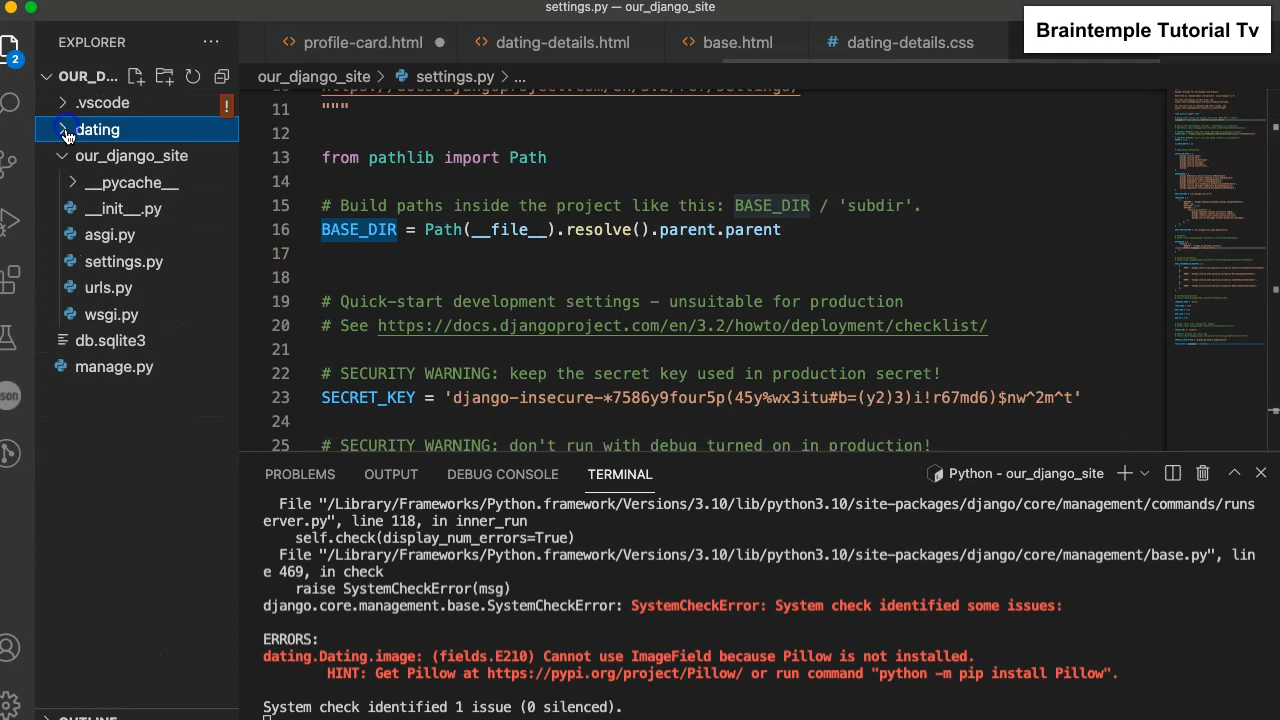 settings.py — our_django_site
Braintemple Tutorial Tv
EXPLORER
profile-card.html
dating-details.html
base.html
dating-details.css
2
OUR_D...
our_django_site > settings.py > ...
.vscode
!
dating
our_django_site
__pycache__
__init__.py
asgi.py
settings.py
urls.py
wsgi.py
db.sqlite3
manage.py
11 """
12
13 from pathlib import Path
14
15 # Build paths inside the project like this: BASE_DIR / 'subdir'.
16 BASE_DIR = Path(__file__).resolve().parent.parent
17
18
19 # Quick-start development settings – unsuitable for production
20 # See https://docs.djangoproject.com/en/3.2/howto/deployment/checklist/
21
22 # SECURITY WARNING: keep the secret key used in production secret!
23 SECRET_KEY = 'django-insecure-*7586y9four5p(45y%wx3itu#b=(y2)3)i!r67md6)$nw^2m^t'
24
25 # SECURITY WARNING: don't run with debug turned on in production!
PROBLEMS OUTPUT DEBUG CONSOLE TERMINAL
Python - our_django_site
File "/Library/Frameworks/Python.framework/Versions/3.10/lib/python3.10/site-packages/django/core/management/commands/runs
erver.py", line 118, in inner_run
self.check(display_num_errors=True)
File "/Library/Frameworks/Python.framework/Versions/3.10/lib/python3.10/site-packages/django/core/management/base.py", lin
e 469, in check
raise SystemCheckError(msg)
django.core.management.base.SystemCheckError: SystemCheckError: System check identified some issues:
ERRORS:
dating.Dating.image: (fields.E210) Cannot use ImageField because Pillow is not installed.
HINT: Get Pillow at https://pypi.org/project/Pillow/ or run command "python -m pip install Pillow".
System check identified 1 issue (0 silenced).